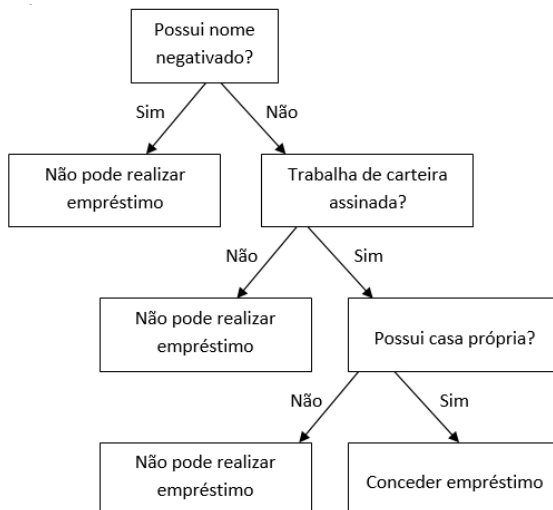 Possui nome
negativado?
Sim
Não
Não pode realizar
empréstimo
Trabalha de carteira
assinada?
Não
Sim
Não pode realizar
empréstimo
Possui casa própria?
Não
Sim
Não pode realizar
empréstimo
Conceder empréstimo